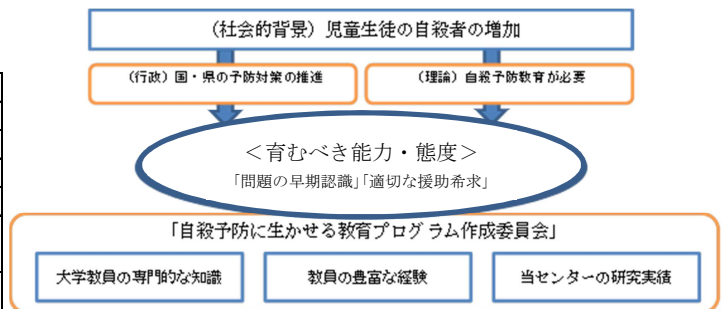 （社会的背景）児童生徒の自殺者の増加
（行政）国・県の予防対策の推進
（理論）自殺予防教育が必要
＜育むべき能力・態度＞
「問題の早期認識」「適切な援助希求」
「自殺予防に生かせる教育プログラム作成委員会」
大学教員の専門的な知識
教員の豊富な経験
当センターの研究実績